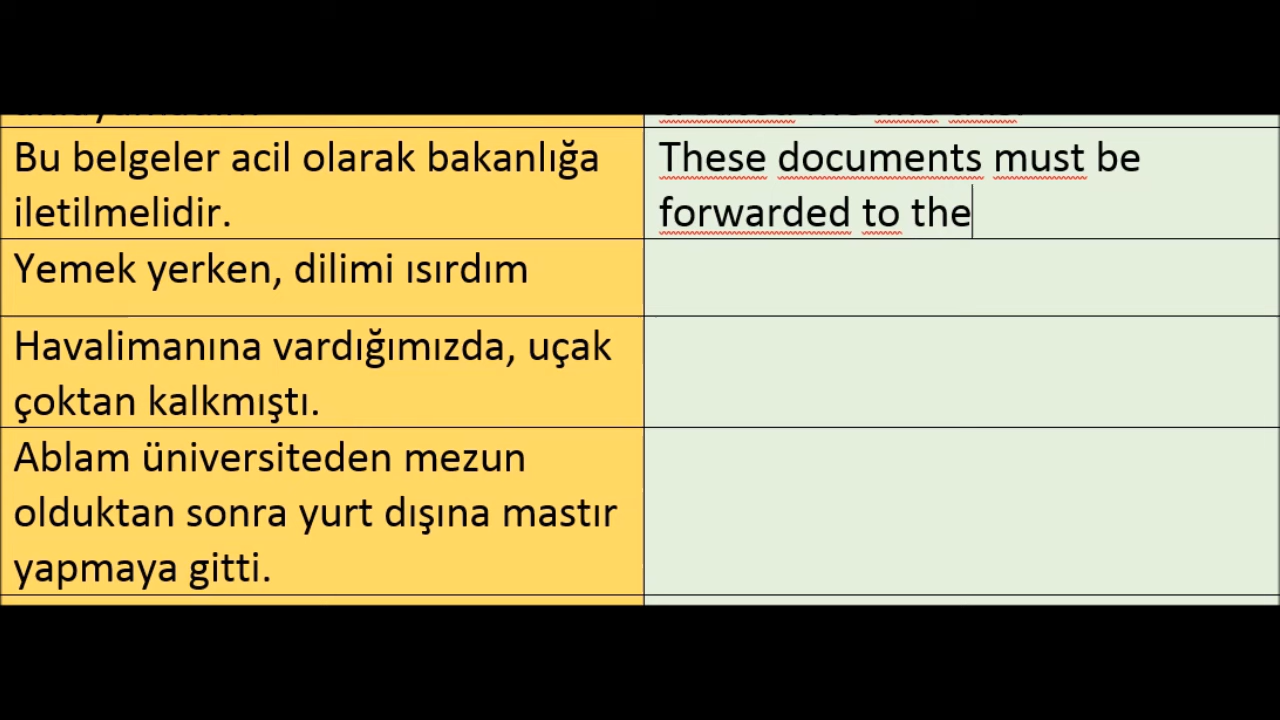 Bu belgeler acil olarak bakanlığa
iletilmelidir.
These documents must be
forwarded to the
Yemek yerken, dilimi ısırdım
Havalimanına vardığımızda, uçak
çoktan kalkmıştı.
Ablam üniversiteden mezun
olduktan sonra yurt dışına mastır
yapmaya gitti.